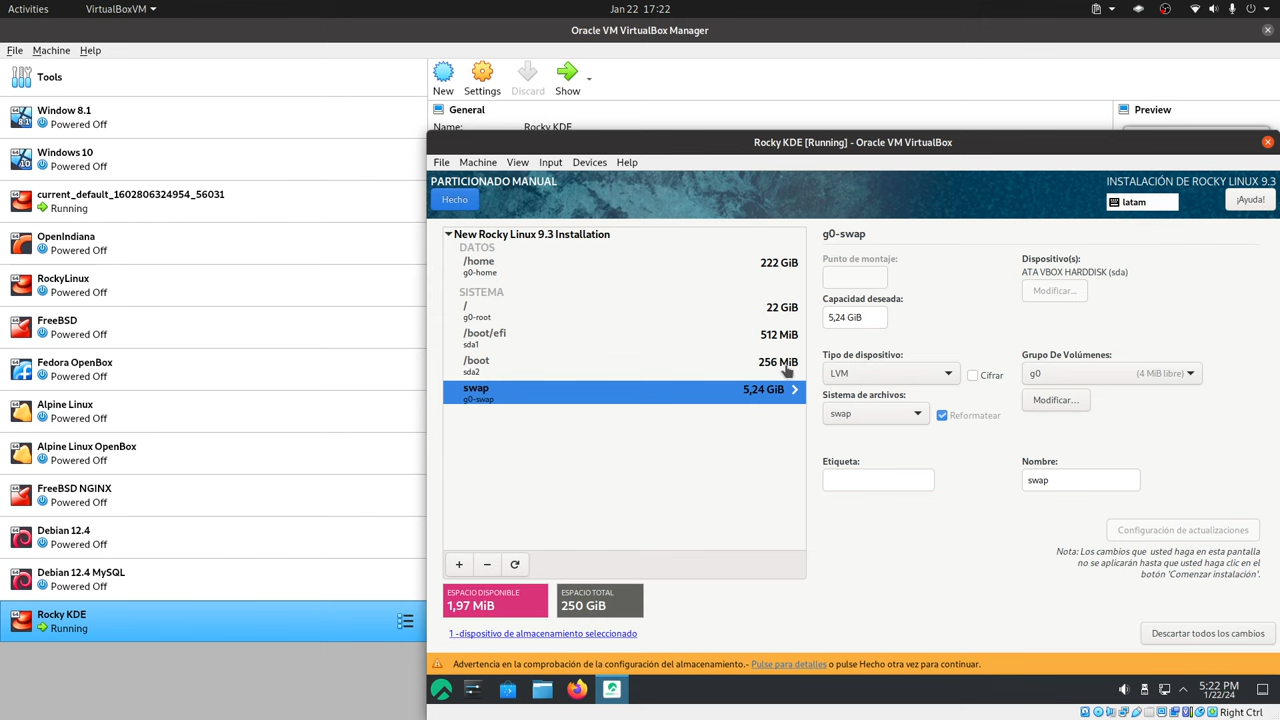 Activities
VirtualBoxVM
Jan 22 17:22
Oracle VM VirtualBox Manager
File
Machine
Help
Tools
Window 8.1
Powered Off
Windows 10
Powered Off
current_default_1602806324954_56031
Running
OpenIndiana
Powered Off
RockyLinux
Powered Off
FreeBSD
Powered Off
Fedora OpenBox
Powered Off
Alpine Linux
Powered Off
Alpine Linux OpenBox
Powered Off
FreeBSD NGINX
Powered Off
Debian 12.4
Powered Off
Debian 12.4 MySQL
Powered Off
Rocky KDE
Running
New
Settings
Discard
Show
General
Name:
Rocky KDE
Preview
Rocky KDE [Running] - Oracle VM VirtualBox
File
Machine
View
Input
Devices
Help
PARTICIONADO MANUAL
Hecho
INSTALACIÓN DE ROCKY LINUX 9.3
latam
¡Ayuda!
New Rocky Linux 9.3 Installation
DATOS
/home
g0-home
222 GiB
SISTEMA
/
g0-root
22 GiB
/boot/efi
sda1
512 MiB
/boot
sda2
256 MiB
swap
g0-swap
5,24 GiB
g0-swap
Punto de montaje:
Dispositivo(s):
ATA VBOX HARDDISK (sda)
Modificar...
Capacidad deseada:
5,24 GiB
Tipo de dispositivo:
LVM
Cifrar
Grupo De Volúmenes:
g0
(4 MiB libre)
Sistema de archivos:
swap
Reformatear
Modificar...
Etiqueta:
Nombre:
swap
Configuración de actualizaciones
Nota: Los cambios que usted haga en esta pantalla
no se aplicarán hasta que usted haga clic en el
botón 'Comenzar instalación'.
ESPACIO DISPONIBLE
1,97 MiB
ESPACIO TOTAL
250 GiB
1 -dispositivo de almacenamiento seleccionado
Descartar todos los cambios
Advertencia en la comprobación de la configuración del almacenamiento.- Pulse para detalles o pulse Hecho otra vez para continuar.
5:22 PM
1/22/24
Right Ctrl